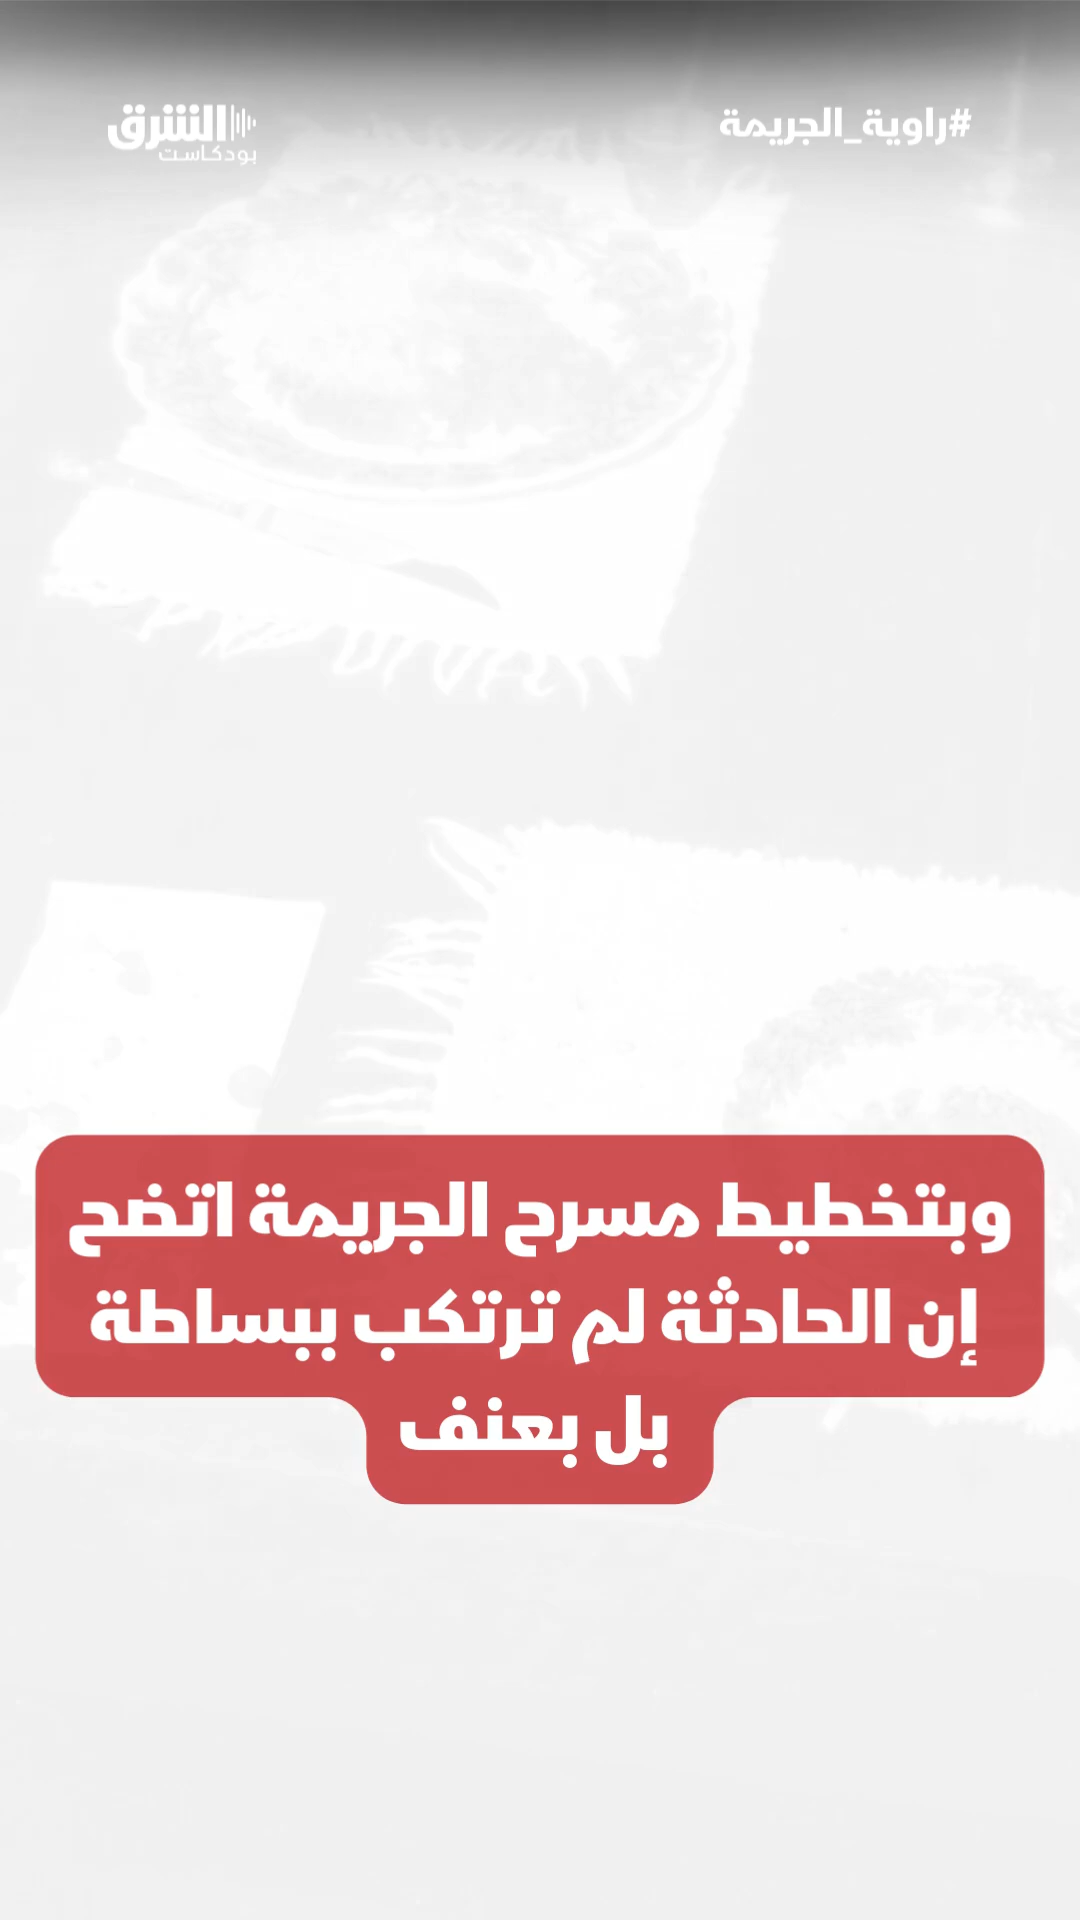 #راوية_الجريمة
الشرق
بودكاست
وبتخطيط مسرح الجريمة اتضح
إن الحادثة لم ترتكب ببساطة
بل بعنف